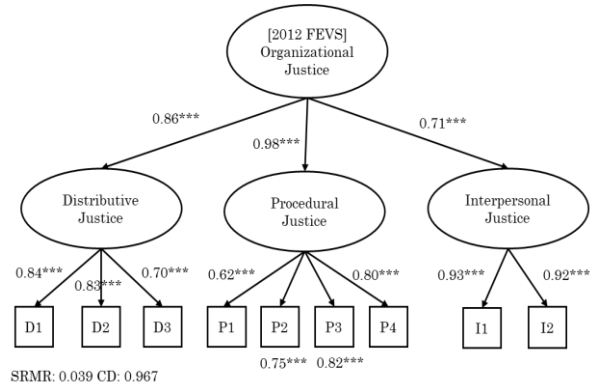 [2012 FEVS]
Organizational
Justice
0.86***
0.98***
0.71***
Distributive
Justice
Procedural
Justice
Interpersonal
Justice
0.84***
0.83***
0.70***
0.62***
0.80***
0.93***
0.92***
D1
D2
D3
P1
P2
P3
P4
I1
I2
0.75***
0.82***
SRMR: 0.039 CD: 0.967